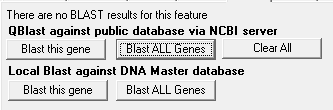 There are no BLAST results for this feature
QBlast against public database via NCBI server
Blast this gene Blast ALL Genes Clear All
Local Blast against DNA Master database
Blast this gene Blast ALL Genes